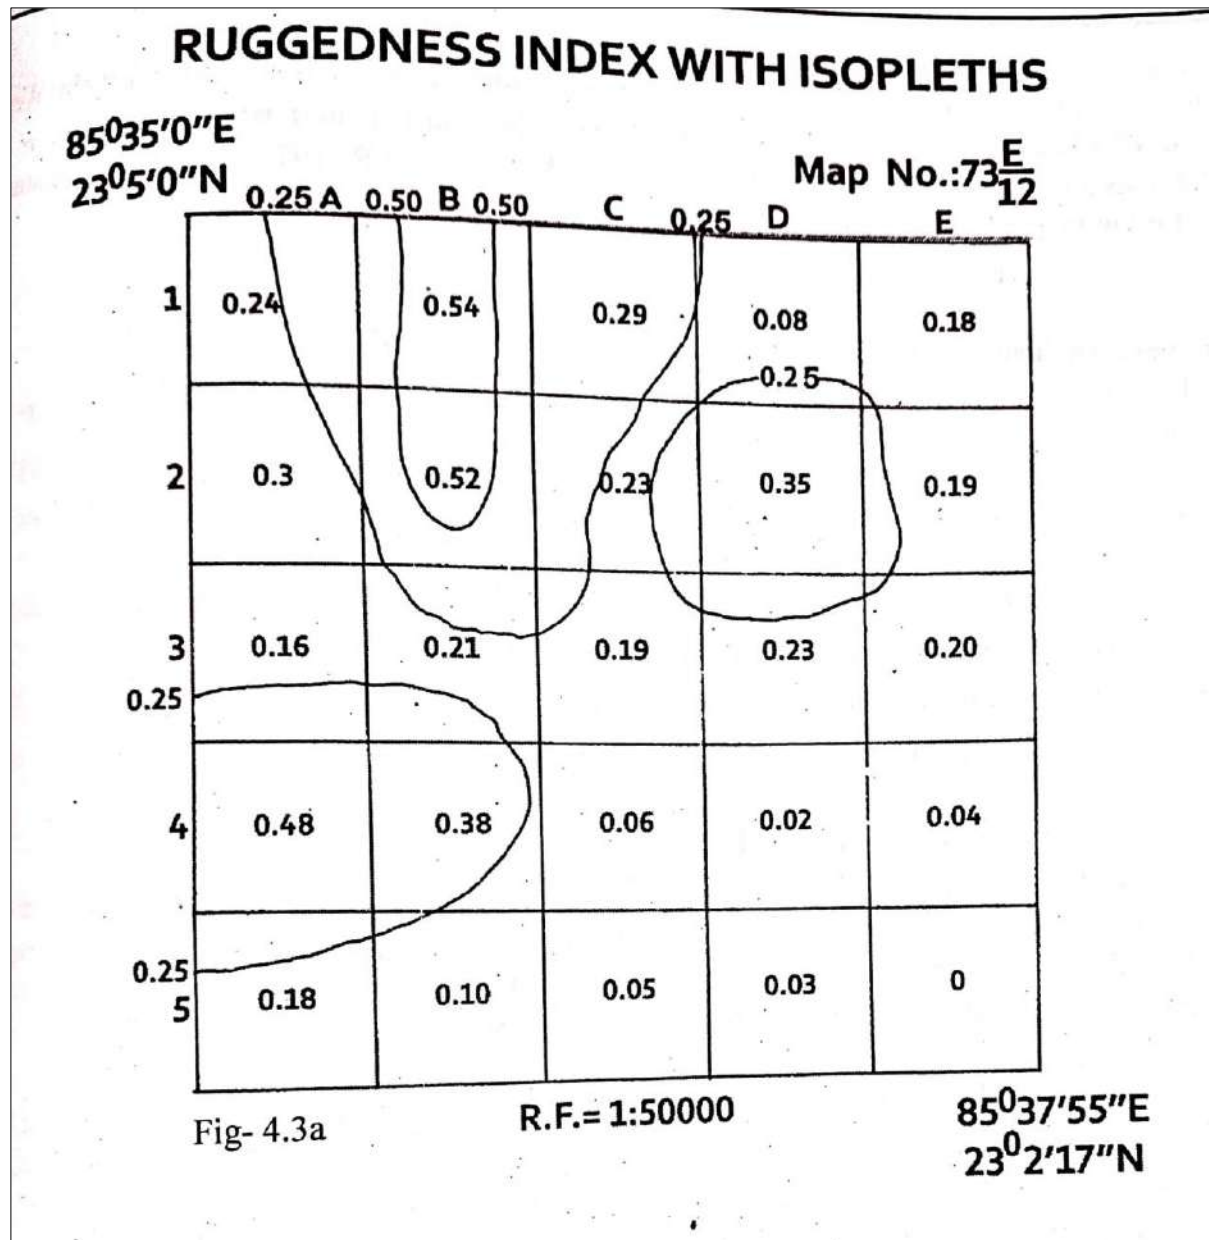 RUGGEDNESS INDEX WITH ISOPLETHS
85⁰35'0"E
23⁰5'0"N
Map No.:73 E/12
0.25 A 0.50 B 0.50 C 0.25 D E
1 0.24 0.54 0.29 0.08 0.18
0.25
2 0.3 0.52 0.23 0.35 0.19
3 0.16 0.21 0.19 0.23 0.20
0.25
4 0.48 0.38 0.06 0.02 0.04
0.25
5 0.18 0.10 0.05 0.03 0
Fig- 4.3a
R.F.= 1:50000
85⁰37'55"E
23⁰2'17"N